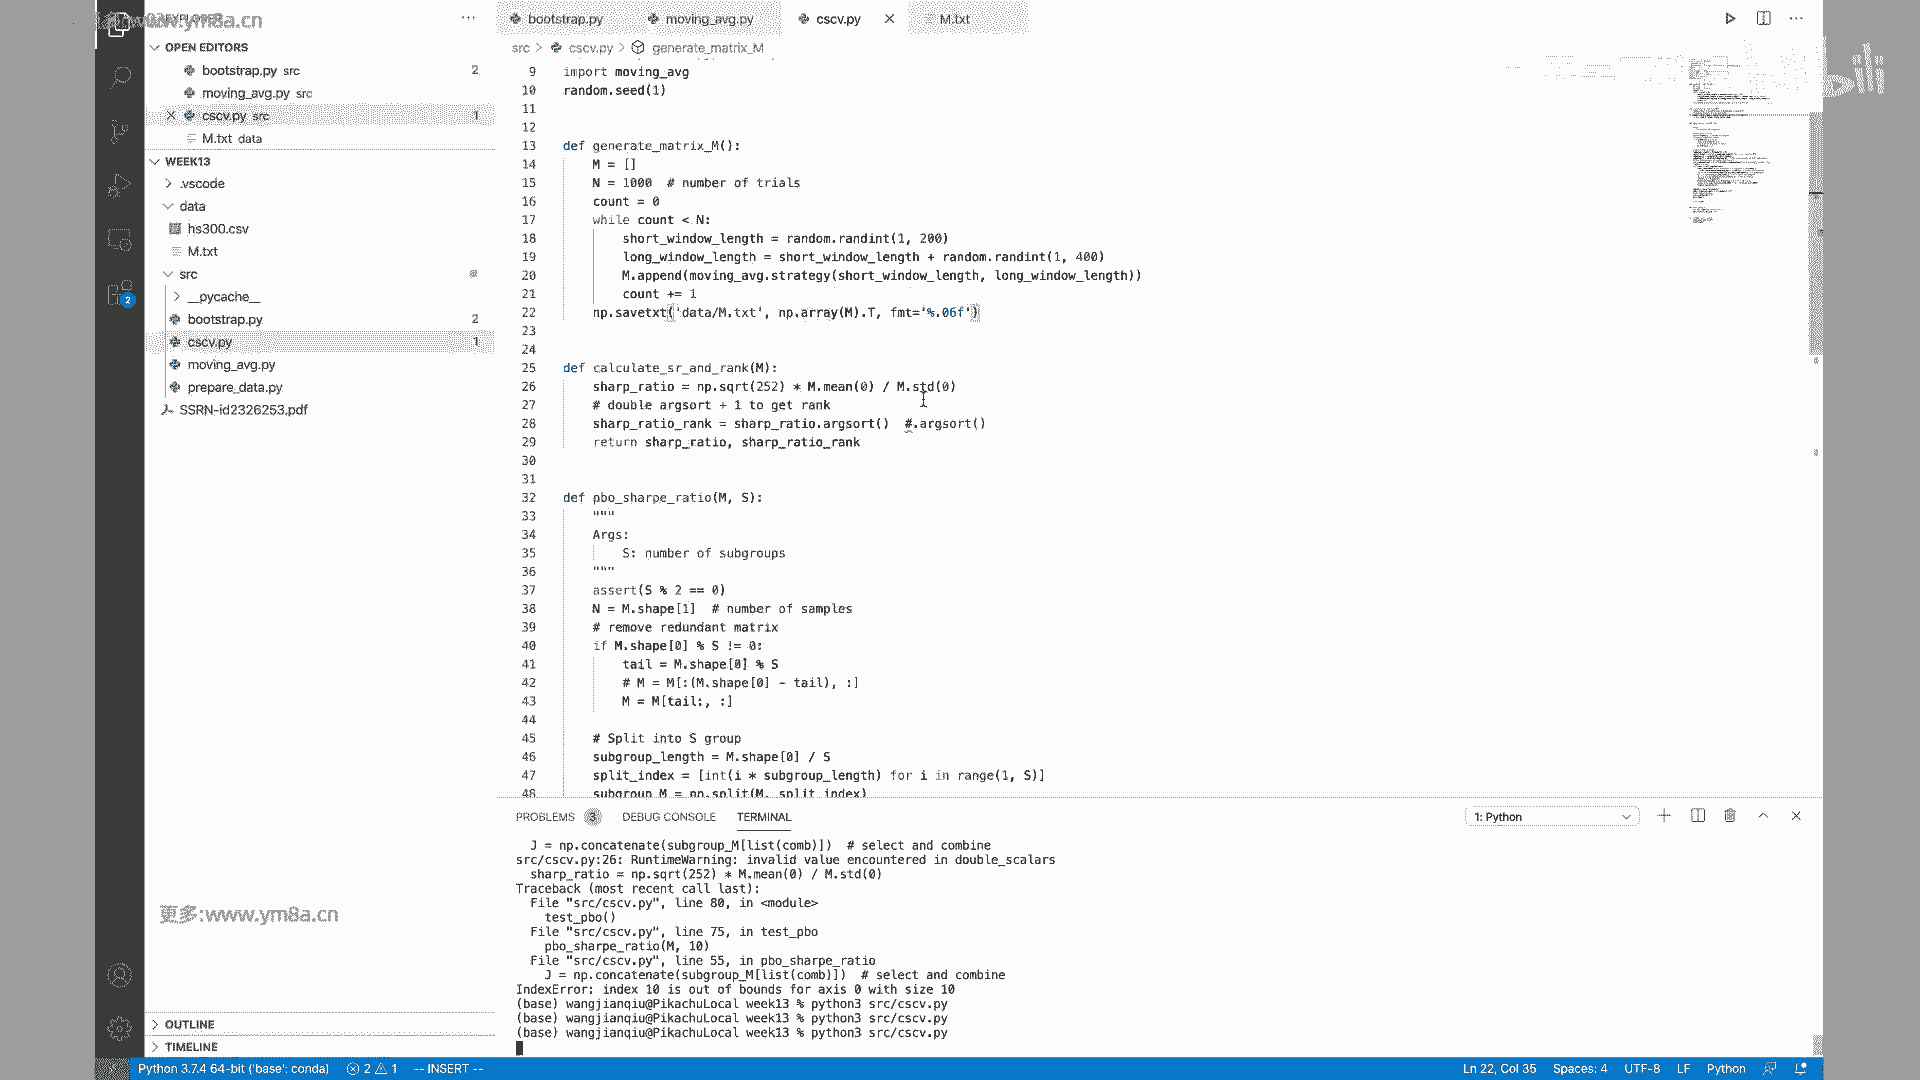 www.ym8a.cn
bili
bootstrap.py
moving_avg.py
cscv.py
M.txt
OPEN EDITORS
bootstrap.py src 2
moving_avg.py src
cscv.py src 1
M.txt data
WEEK13
.vscode
data
hs300.csv
M.txt
src
__pycache__
bootstrap.py 2
cscv.py 1
moving_avg.py
prepare_data.py
SSRN-id2326253.pdf
更多:www.ym8a.cn
OUTLINE
TIMELINE
src > cscv.py > generate_matrix_M
9 import moving_avg
10 random.seed(1)
11
12
13 def generate_matrix_M():
14 M = []
15 N = 1000 # number of trials
16 count = 0
17 while count < N:
18 short_window_length = random.randint(1, 200)
19 long_window_length = short_window_length + random.randint(1, 400)
20 M.append(moving_avg.strategy(short_window_length, long_window_length))
21 count += 1
22 np.savetxt('data/M.txt', np.array(M).T, fmt='%.06f')
23
24
25 def calculate_sr_and_rank(M):
26 sharp_ratio = np.sqrt(252) * M.mean(0) / M.std(0)
27 # double argsort + 1 to get rank
28 sharp_ratio_rank = sharp_ratio.argsort() #.argsort()
29 return sharp_ratio, sharp_ratio_rank
30
31
32 def pbo_sharpe_ratio(M, S):
33 """
34 Args:
35 S: number of subgroups
36 """
37 assert(S % 2 == 0)
38 N = M.shape[1] # number of samples
39 # remove redundant matrix
40 if M.shape[0] % S != 0:
41 tail = M.shape[0] % S
42 # M = M[:(M.shape[0] - tail), :]
43 M = M[tail:, :]
44
45 # Split into S group
46 subgroup_length = M.shape[0] / S
47 split_index = [int(i * subgroup_length) for i in range(1, S)]
48 subgroup_M = np.split(M, split_index)
PROBLEMS 3 DEBUG CONSOLE TERMINAL
1: Python
J = np.concatenate(subgroup_M[list(comb)]) # select and combine
src/cscv.py:26: RuntimeWarning: invalid value encountered in double_scalars
sharp_ratio = np.sqrt(252) * M.mean(0) / M.std(0)
Traceback (most recent call last):
File "src/cscv.py", line 80, in <module>
test_pbo()
File "src/cscv.py", line 75, in test_pbo
pbo_sharpe_ratio(M, 10)
File "src/cscv.py", line 55, in pbo_sharpe_ratio
J = np.concatenate(subgroup_M[list(comb)]) # select and combine
IndexError: index 10 is out of bounds for axis 0 with size 10
(base) wangjianqiu@PikachuLocal week13 % python3 src/cscv.py
(base) wangjianqiu@PikachuLocal week13 % python3 src/cscv.py
(base) wangjianqiu@PikachuLocal week13 % python3 src/cscv.py
2
Python 3.7.4 64-bit ('base': conda) 2 1 -- INSERT --
Ln 22, Col 35 Spaces: 4 UTF-8 LF Python